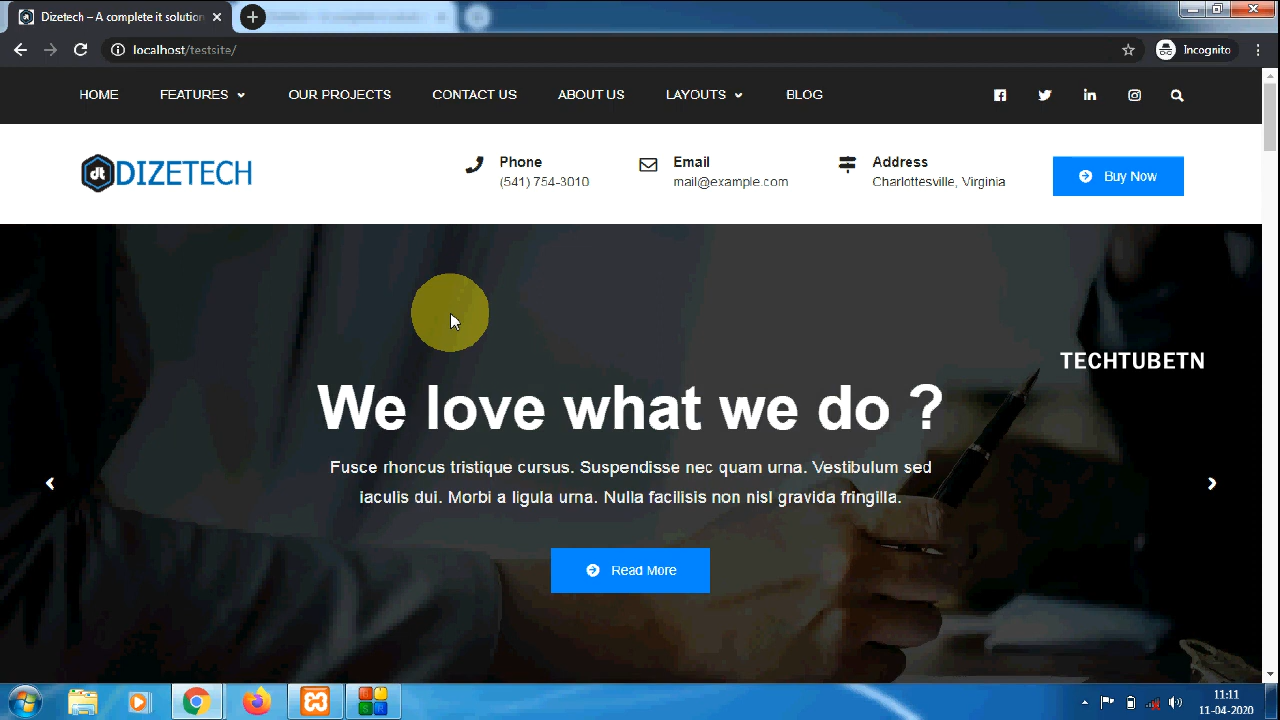 Dizetech – A complete it solution
localhost/testsite/
Incognito
HOME FEATURES OUR PROJECTS CONTACT US ABOUT US LAYOUTS BLOG
dt DIZETECH
Phone
(541) 754-3010
Email
mail@example.com
Address
Charlottesville, Virginia
Buy Now
TECHTUBETN
We love what we do ?
Fusce rhoncus tristique cursus. Suspendisse nec quam urna. Vestibulum sed
iaculis dui. Morbi a ligula urna. Nulla facilisis non nisl gravida fringilla.
Read More
11:11
11-04-2020